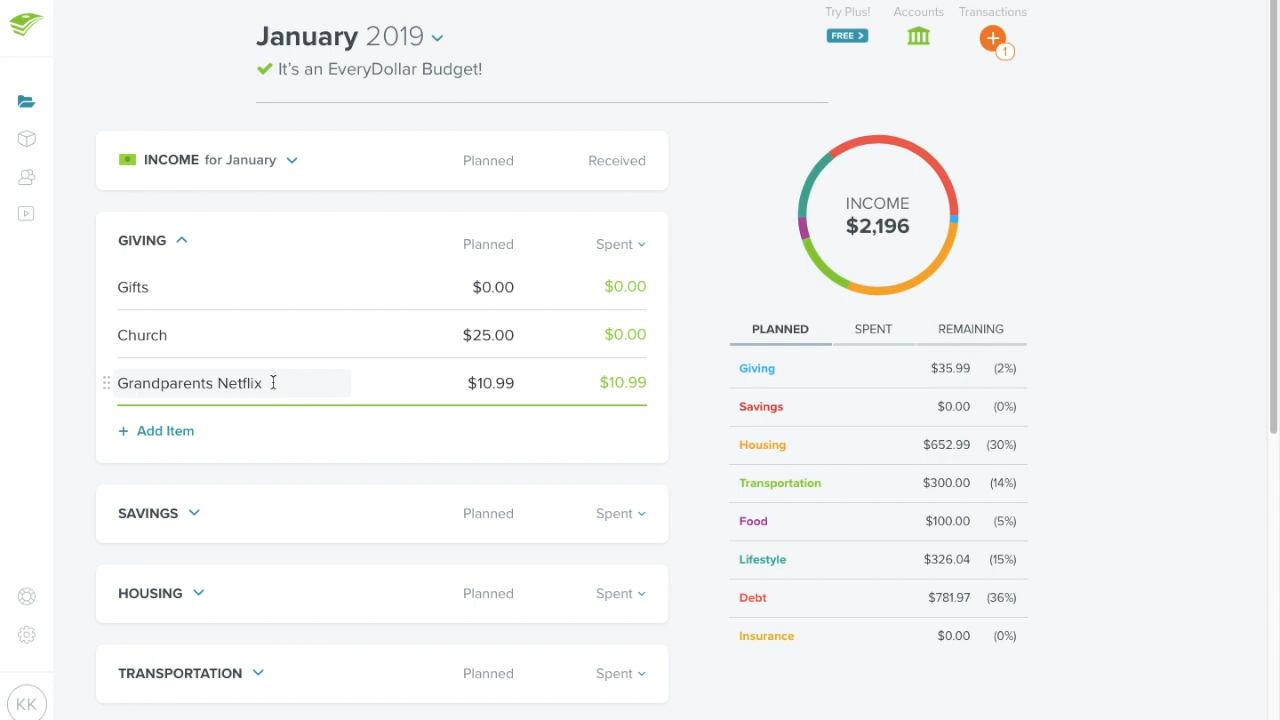 Try Plus! Accounts Transactions
January 2019
FREE >
1
It's an EveryDollar Budget!
INCOME for January Planned Received
GIVING Planned Spent
Gifts $0.00 $0.00
Church $25.00 $0.00
Grandparents Netflix $10.99 $10.99
+ Add Item
SAVINGS Planned Spent
HOUSING Planned Spent
TRANSPORTATION Planned Spent
INCOME
$2,196
PLANNED SPENT REMAINING
Giving $35.99 (2%)
Savings $0.00 (0%)
Housing $652.99 (30%)
Transportation $300.00 (14%)
Food $100.00 (5%)
Lifestyle $326.04 (15%)
Debt $781.97 (36%)
Insurance $0.00 (0%)
KK